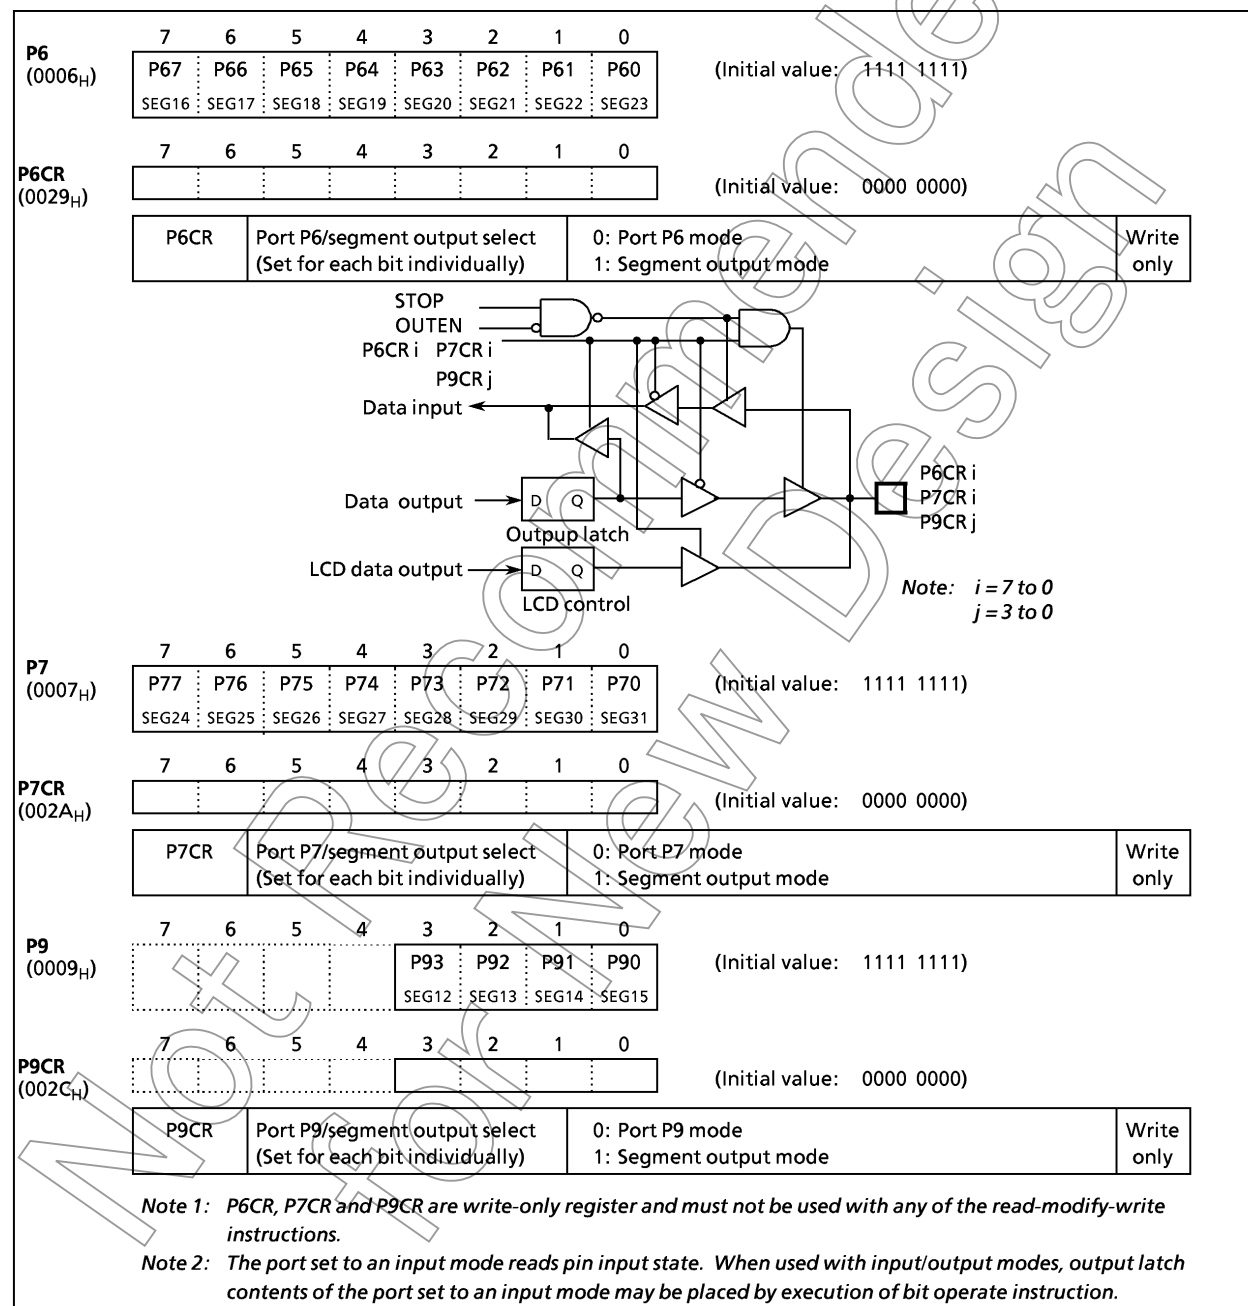 7 6 5 4 3 2 1 0
P6
(0006H)
P67 P66 P65 P64 P63 P62 P61 P60
(Initial value: 1111 1111)
SEG16 SEG17 SEG18 SEG19 SEG20 SEG21 SEG22 SEG23
7 6 5 4 3 2 1 0
P6CR
(0029H)
(Initial value: 0000 0000)
P6CR Port P6/segment output select 0: Port P6 mode Write
(Set for each bit individually) 1: Segment output mode only
STOP
OUTEN
P6CR i P7CR i
P9CR j
Data input
P6CR i
Data output D Q P7CR i
P9CR j
Outpup latch
LCD data output D Q
Note: i = 7 to 0
LCD control
j = 3 to 0
7 6 5 4 3 2 1 0
P7
(0007H)
P77 P76 P75 P74 P73 P72 P71 P70
(Initial value: 1111 1111)
SEG24 SEG25 SEG26 SEG27 SEG28 SEG29 SEG30 SEG31
7 6 5 4 3 2 1 0
P7CR
(002AH)
(Initial value: 0000 0000)
P7CR Port P7/segment output select 0: Port P7 mode Write
(Set for each bit individually) 1: Segment output mode only
7 6 5 4 3 2 1 0
P9
(0009H)
P93 P92 P91 P90
(Initial value: 1111 1111)
SEG12 SEG13 SEG14 SEG15
7 6 5 4 3 2 1 0
P9CR
(002CH)
(Initial value: 0000 0000)
P9CR Port P9/segment output select 0: Port P9 mode Write
(Set for each bit individually) 1: Segment output mode only
Note 1: P6CR, P7CR and P9CR are write-only register and must not be used with any of the read-modify-write
instructions.
Note 2: The port set to an input mode reads pin input state. When used with input/output modes, output latch
contents of the port set to an input mode may be placed by execution of bit operate instruction.
Not Recommende
for New Design